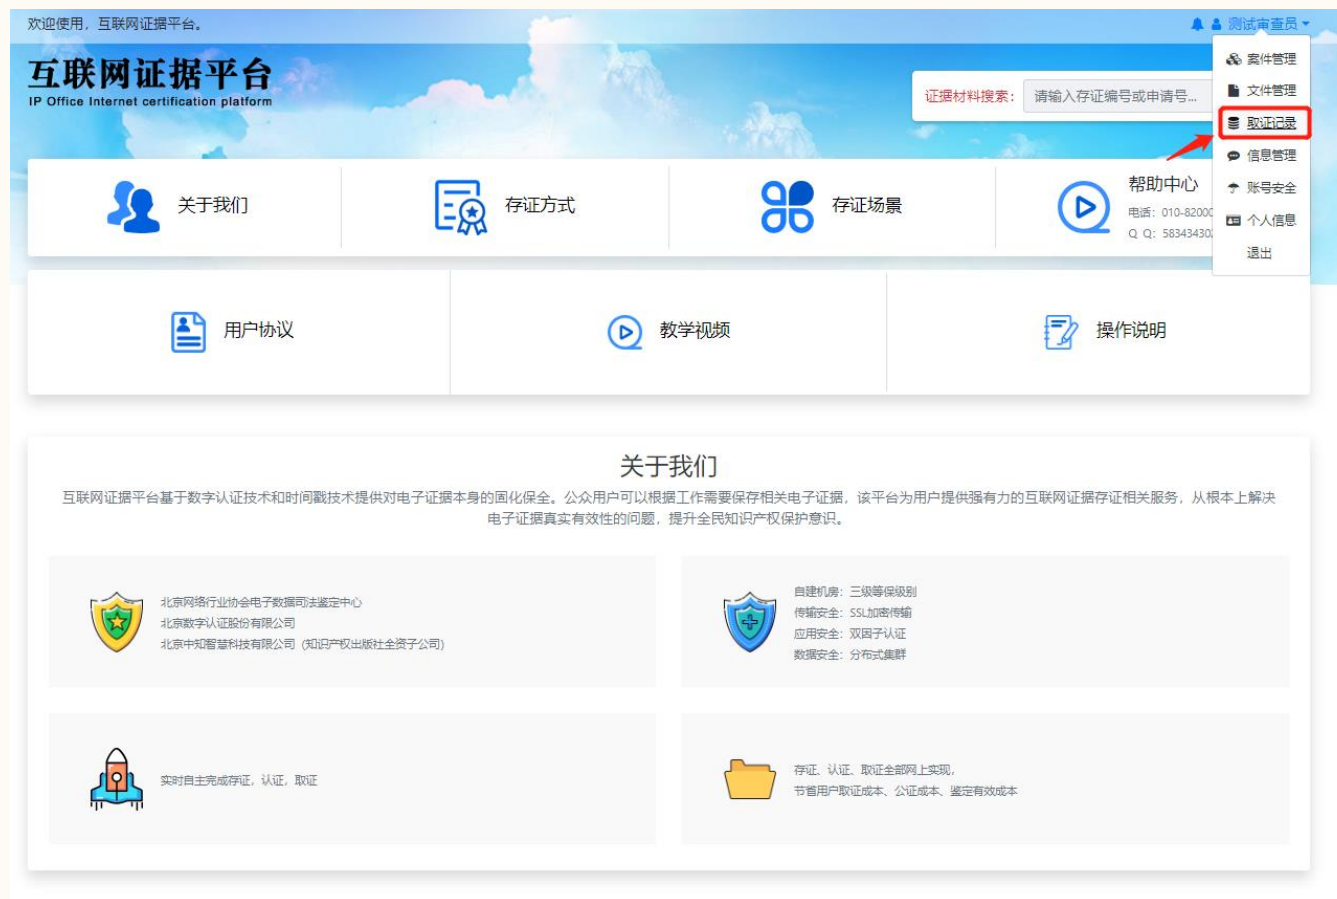 欢迎使用，互联网证据平台。
测试审查员
互联网证据平台
IP Office Internet certification platform
证据材料搜索：
请输入存证编号或申请号...
案件管理
文件管理
取证记录
信息管理
账号安全
个人信息
退出
关于我们
存证方式
存证场景
帮助中心
电话：010-8200
Q Q：58343430
用户协议
教学视频
操作说明
关于我们
互联网证据平台基于数字认证技术和时间戳技术提供对电子证据本身的固化保全。公众用户可以根据工作需要保存相关电子证据，该平台为用户提供强有力的互联网证据存证相关服务，从根本上解决
电子证据真实有效性的问题，提升全民知识产权保护意识。
北京网络行业协会电子数据司法鉴定中心
北京数字认证股份有限公司
北京中知智慧科技有限公司（知识产权出版社全资子公司）
自建机房：三级等保级别
传输安全：SSL加密传输
应用安全：双因子认证
数据安全：分布式集群
实时自主完成存证，认证，取证
存证、认证、取证全部网上实现，
节省用户取证成本、公证成本、鉴定有效成本